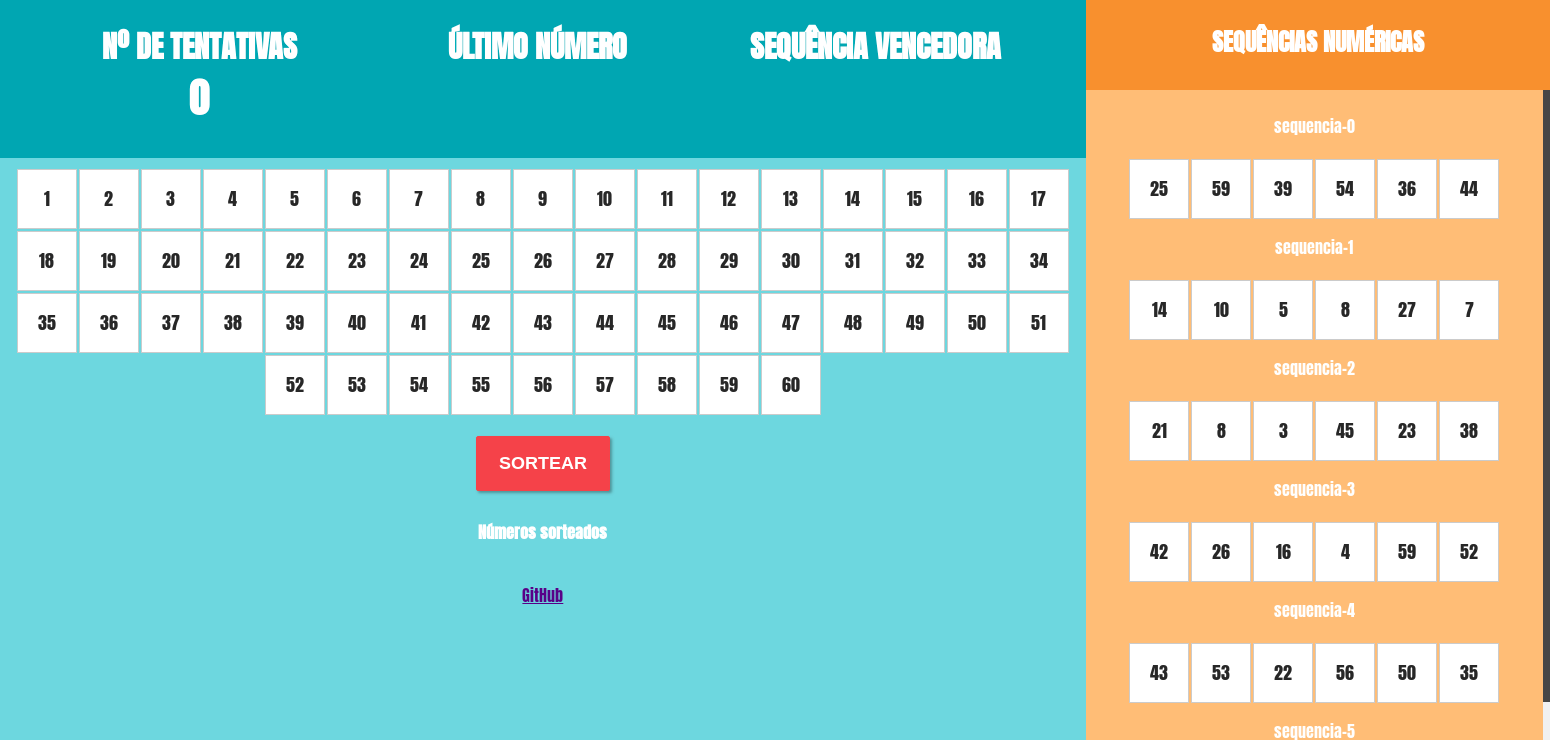 Nº DE TENTATIVAS
0
ÚLTIMO NÚMERO
SEQUÊNCIA VENCEDORA
1 2 3 4 5 6 7 8 9 10 11 12 13 14 15 16 17
18 19 20 21 22 23 24 25 26 27 28 29 30 31 32 33 34
35 36 37 38 39 40 41 42 43 44 45 46 47 48 49 50 51
52 53 54 55 56 57 58 59 60
SORTEAR
Números sorteados
GitHub
SEQUÊNCIAS NUMÉRICAS
sequencia-0
25 59 39 54 36 44
sequencia-1
14 10 5 8 27 7
sequencia-2
21 8 3 45 23 38
sequencia-3
42 26 16 4 59 52
sequencia-4
43 53 22 56 50 35
sequencia-5